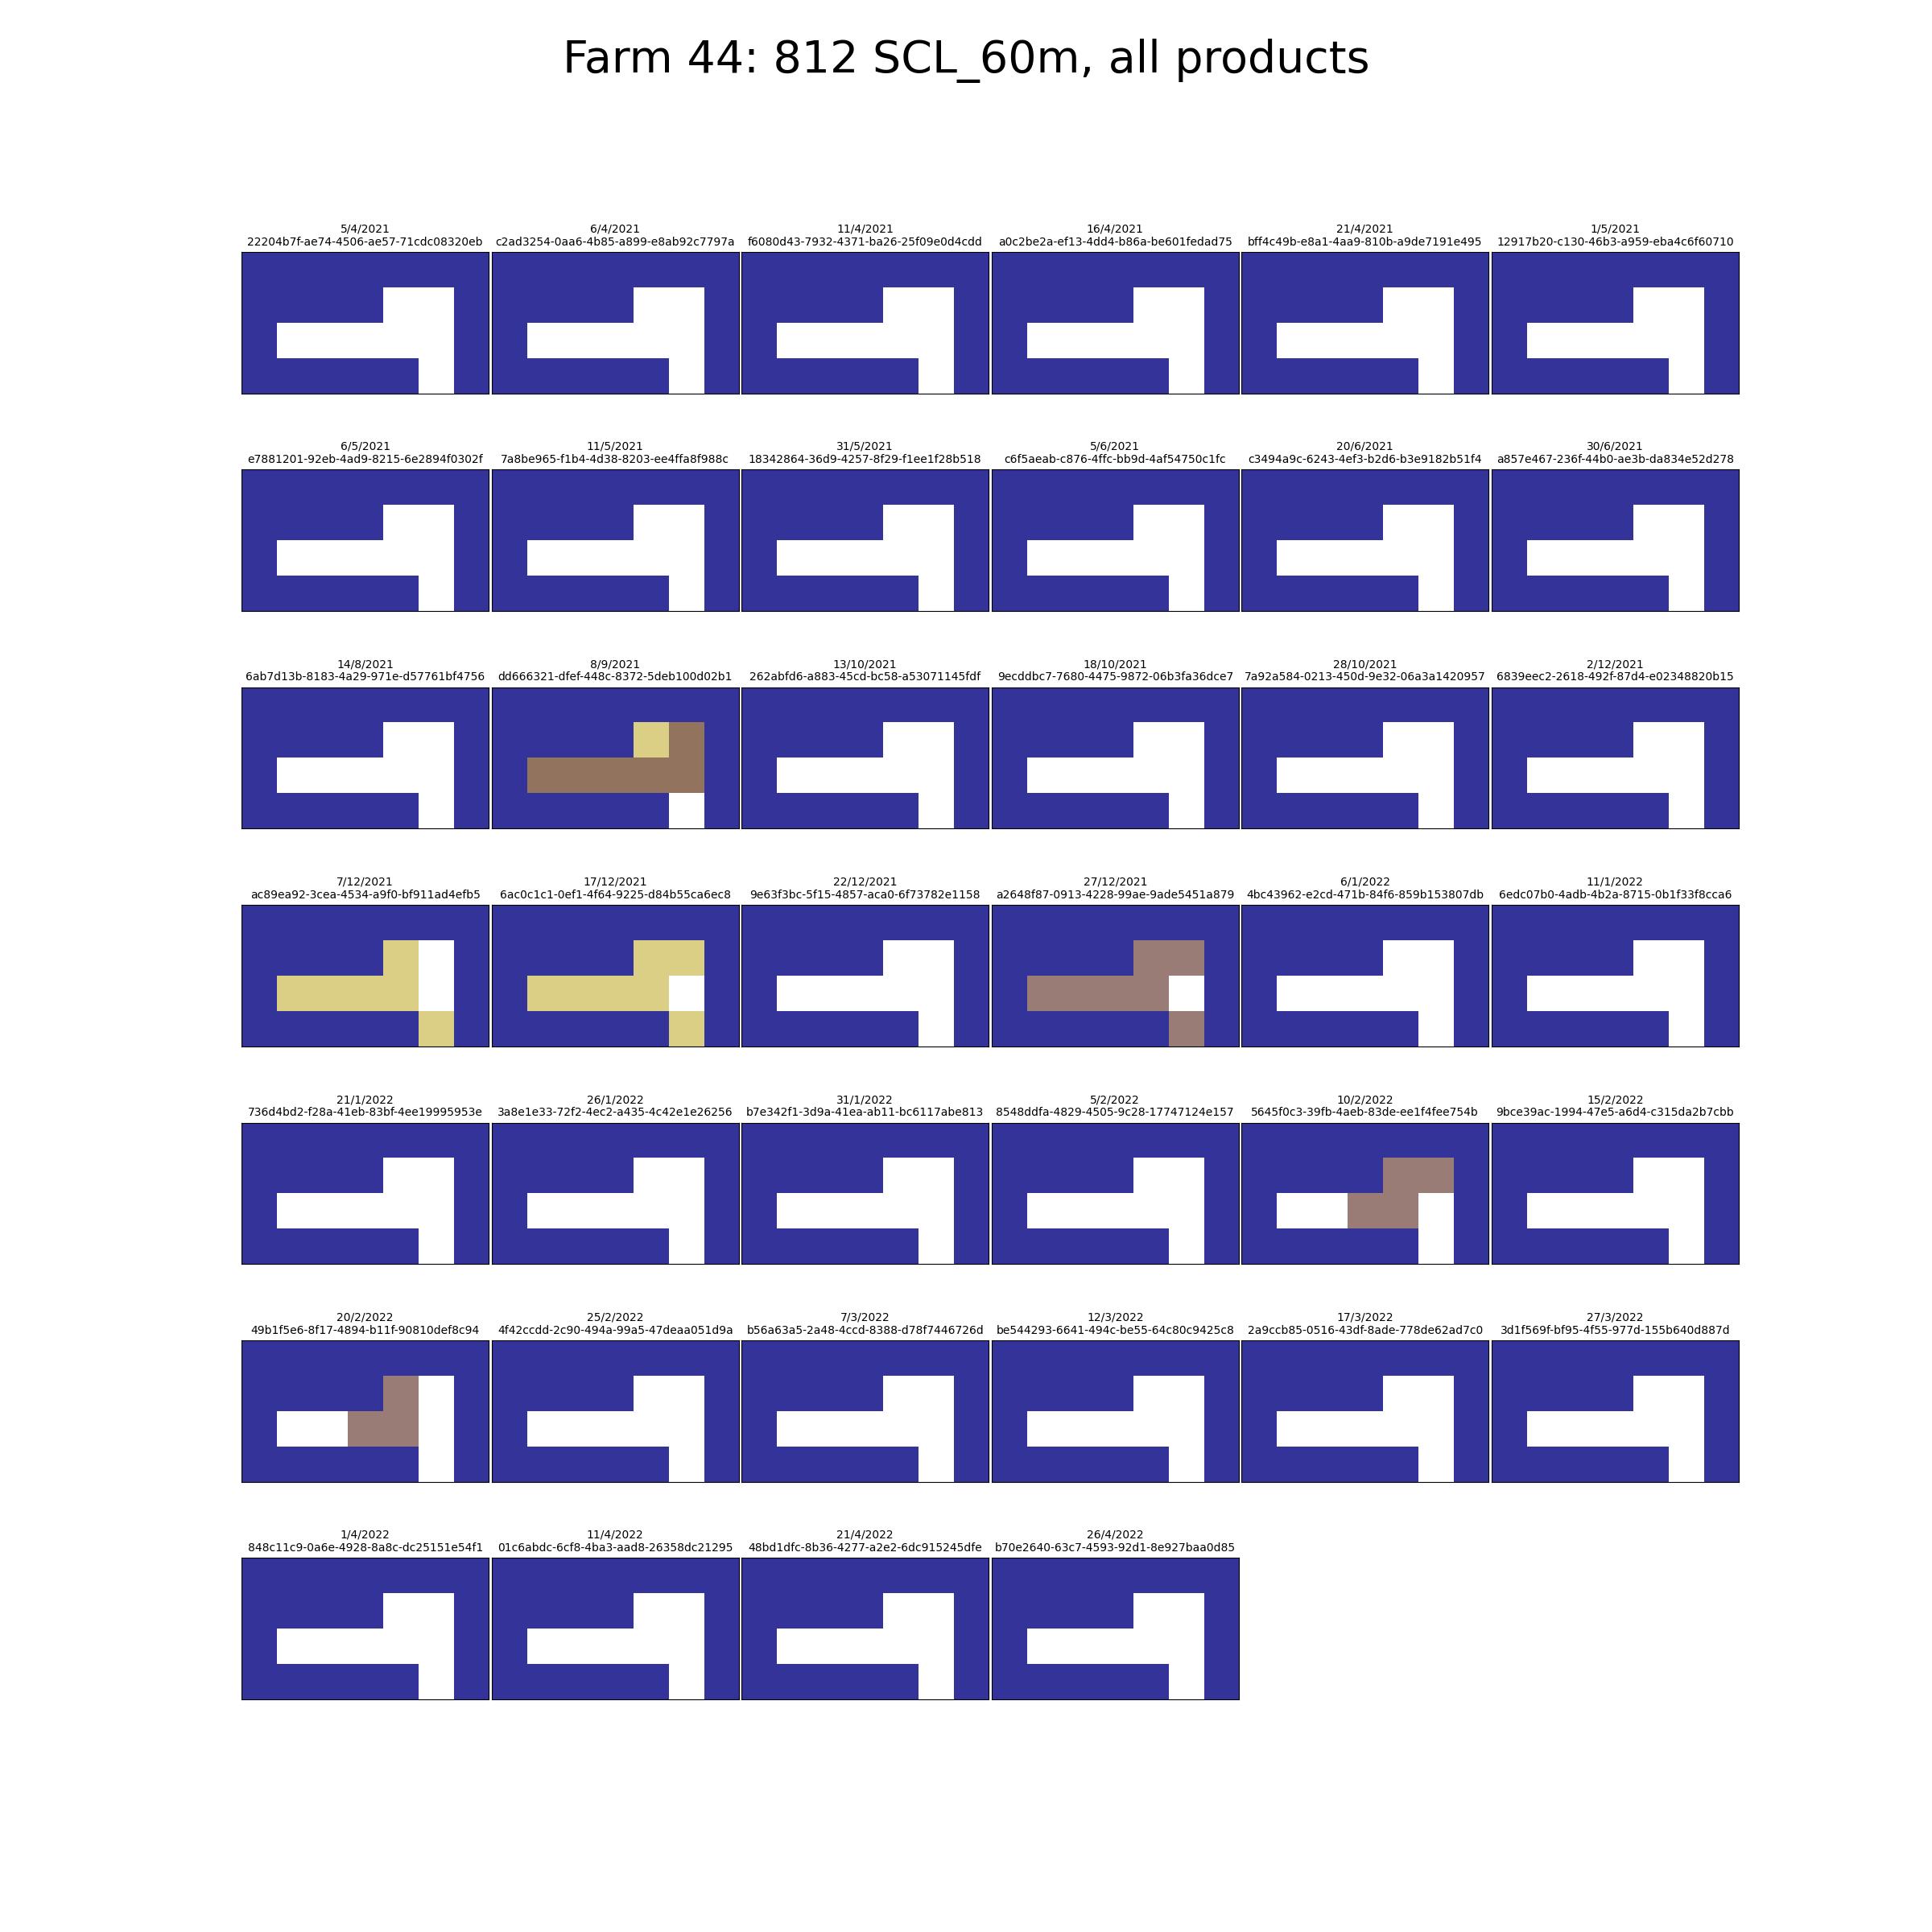 Farm 44: 812 SCL_60m, all products
5/4/2021
22204b7f-ae74-4506-ae57-71cdc08320eb
6/4/2021
c2ad3254-0aa6-4b85-a899-e8ab92c7797a
11/4/2021
f6080d43-7932-4371-ba26-25f09e0d4cdd
16/4/2021
a0c2be2a-ef13-4dd4-b86a-be601fedad75
21/4/2021
bff4c49b-e8a1-4aa9-810b-a9de7191e495
1/5/2021
12917b20-c130-46b3-a959-eba4c6f60710
6/5/2021
e7881201-92eb-4ad9-8215-6e2894f0302f
11/5/2021
7a8be965-f1b4-4d38-8203-ee4ffa8f988c
31/5/2021
18342864-36d9-4257-8f29-f1ee1f28b518
5/6/2021
c6f5aeab-c876-4ffc-bb9d-4af54750c1fc
20/6/2021
c3494a9c-6243-4ef3-b2d6-b3e9182b51f4
30/6/2021
a857e467-236f-44b0-ae3b-da834e52d278
14/8/2021
6ab7d13b-8183-4a29-971e-d57761bf4756
8/9/2021
dd666321-dfef-448c-8372-5deb100d02b1
13/10/2021
262abfd6-a883-45cd-bc58-a53071145fdf
18/10/2021
9ecddbc7-7680-4475-9872-06b3fa36dce7
28/10/2021
7a92a584-0213-450d-9e32-06a3a1420957
2/12/2021
6839eec2-2618-492f-87d4-e02348820b15
7/12/2021
ac89ea92-3cea-4534-a9f0-bf911ad4efb5
17/12/2021
6ac0c1c1-0ef1-4f64-9225-d84b55ca6ec8
22/12/2021
9e63f3bc-5f15-4857-aca0-6f73782e1158
27/12/2021
a2648f87-0913-4228-99ae-9ade5451a879
6/1/2022
4bc43962-e2cd-471b-84f6-859b153807db
11/1/2022
6edc07b0-4adb-4b2a-8715-0b1f33f8cca6
21/1/2022
736d4bd2-f28a-41eb-83bf-4ee19995953e
26/1/2022
3a8e1e33-72f2-4ec2-a435-4c42e1e26256
31/1/2022
b7e342f1-3d9a-41ea-ab11-bc6117abe813
5/2/2022
8548ddfa-4829-4505-9c28-17747124e157
10/2/2022
5645f0c3-39fb-4aeb-83de-ee1f4fee754b
15/2/2022
9bce39ac-1994-47e5-a6d4-c315da2b7cbb
20/2/2022
49b1f5e6-8f17-4894-b11f-90810def8c94
25/2/2022
4f42ccdd-2c90-494a-99a5-47deaa051d9a
7/3/2022
b56a63a5-2a48-4ccd-8388-d78f7446726d
12/3/2022
be544293-6641-494c-be55-64c80c9425c8
17/3/2022
2a9ccb85-0516-43df-8ade-778de62ad7c0
27/3/2022
3d1f569f-bf95-4f55-977d-155b640d887d
1/4/2022
848c11c9-0a6e-4928-8a8c-dc25151e54f1
11/4/2022
01c6abdc-6cf8-4ba3-aad8-26358dc21295
21/4/2022
48bd1dfc-8b36-4277-a2e2-6dc915245dfe
26/4/2022
b70e2640-63c7-4593-92d1-8e927baa0d85